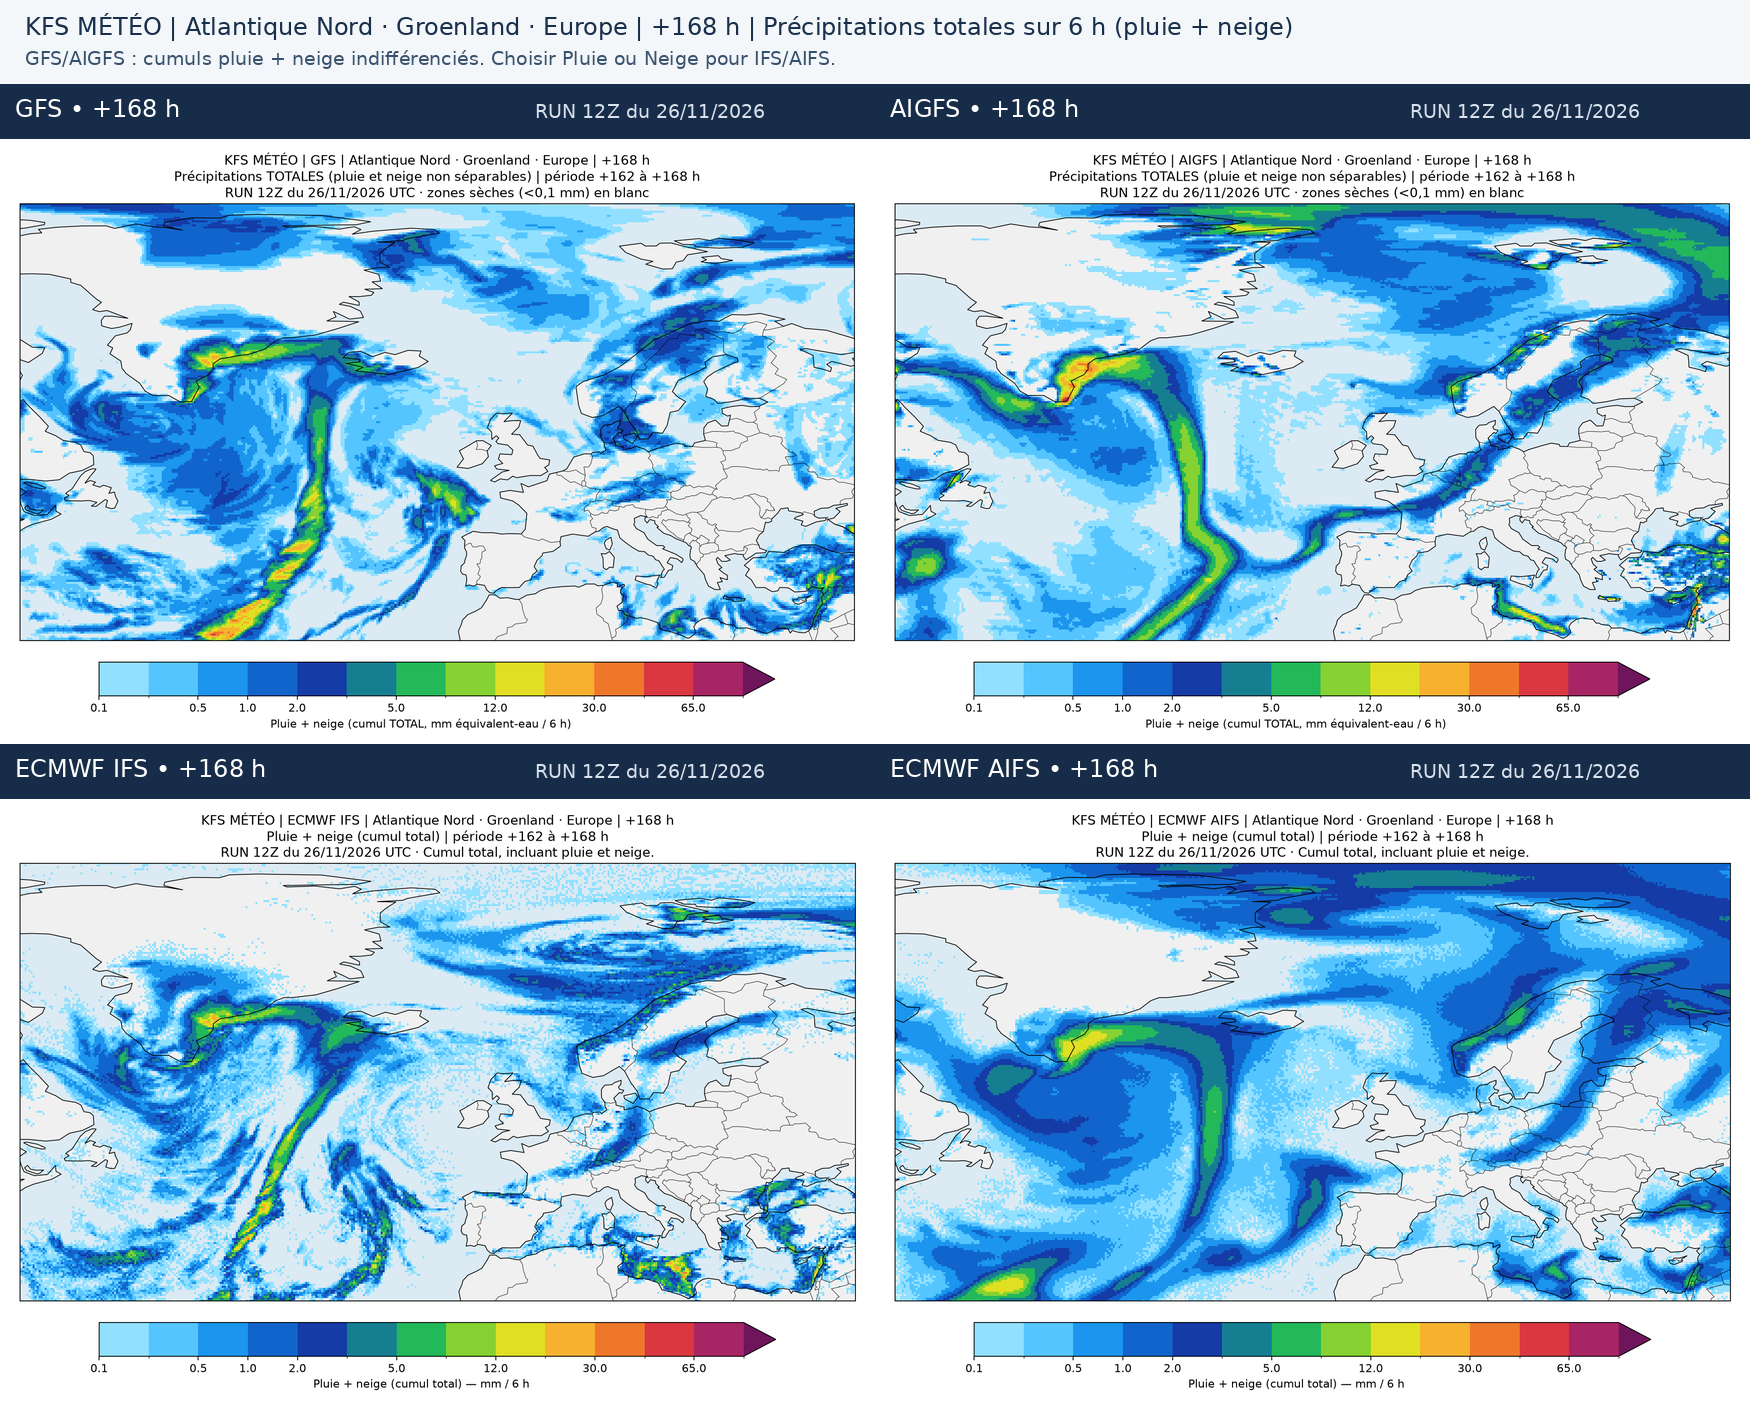 KFS MÉTÉO | Atlantique Nord · Groenland · Europe | +168 h | Précipitations totales sur 6 h (pluie + neige)
GFS/AIGFS : cumuls pluie + neige indifférenciés. Choisir Pluie ou Neige pour IFS/AIFS.
GFS • +168 h
RUN 12Z du 26/11/2026
AIGFS • +168 h
RUN 12Z du 26/11/2026
KFS MÉTÉO | GFS | Atlantique Nord · Groenland · Europe | +168 h
Précipitations TOTALES (pluie et neige non séparables) | période +162 à +168 h
RUN 12Z du 26/11/2026 UTC · zones sèches (<0,1 mm) en blanc
KFS MÉTÉO | AIGFS | Atlantique Nord · Groenland · Europe | +168 h
Précipitations TOTALES (pluie et neige non séparables) | période +162 à +168 h
RUN 12Z du 26/11/2026 UTC · zones sèches (<0,1 mm) en blanc
0.1 0.5 1.0 2.0 5.0 12.0 30.0 65.0
Pluie + neige (cumul TOTAL, mm équivalent-eau / 6 h)
0.1 0.5 1.0 2.0 5.0 12.0 30.0 65.0
Pluie + neige (cumul TOTAL, mm équivalent-eau / 6 h)
ECMWF IFS • +168 h
RUN 12Z du 26/11/2026
ECMWF AIFS • +168 h
RUN 12Z du 26/11/2026
KFS MÉTÉO | ECMWF IFS | Atlantique Nord · Groenland · Europe | +168 h
Pluie + neige (cumul total) | période +162 à +168 h
RUN 12Z du 26/11/2026 UTC · Cumul total, incluant pluie et neige.
KFS MÉTÉO | ECMWF AIFS | Atlantique Nord · Groenland · Europe | +168 h
Pluie + neige (cumul total) | période +162 à +168 h
RUN 12Z du 26/11/2026 UTC · Cumul total, incluant pluie et neige.
0.1 0.5 1.0 2.0 5.0 12.0 30.0 65.0
Pluie + neige (cumul total) — mm / 6 h
0.1 0.5 1.0 2.0 5.0 12.0 30.0 65.0
Pluie + neige (cumul total) — mm / 6 h